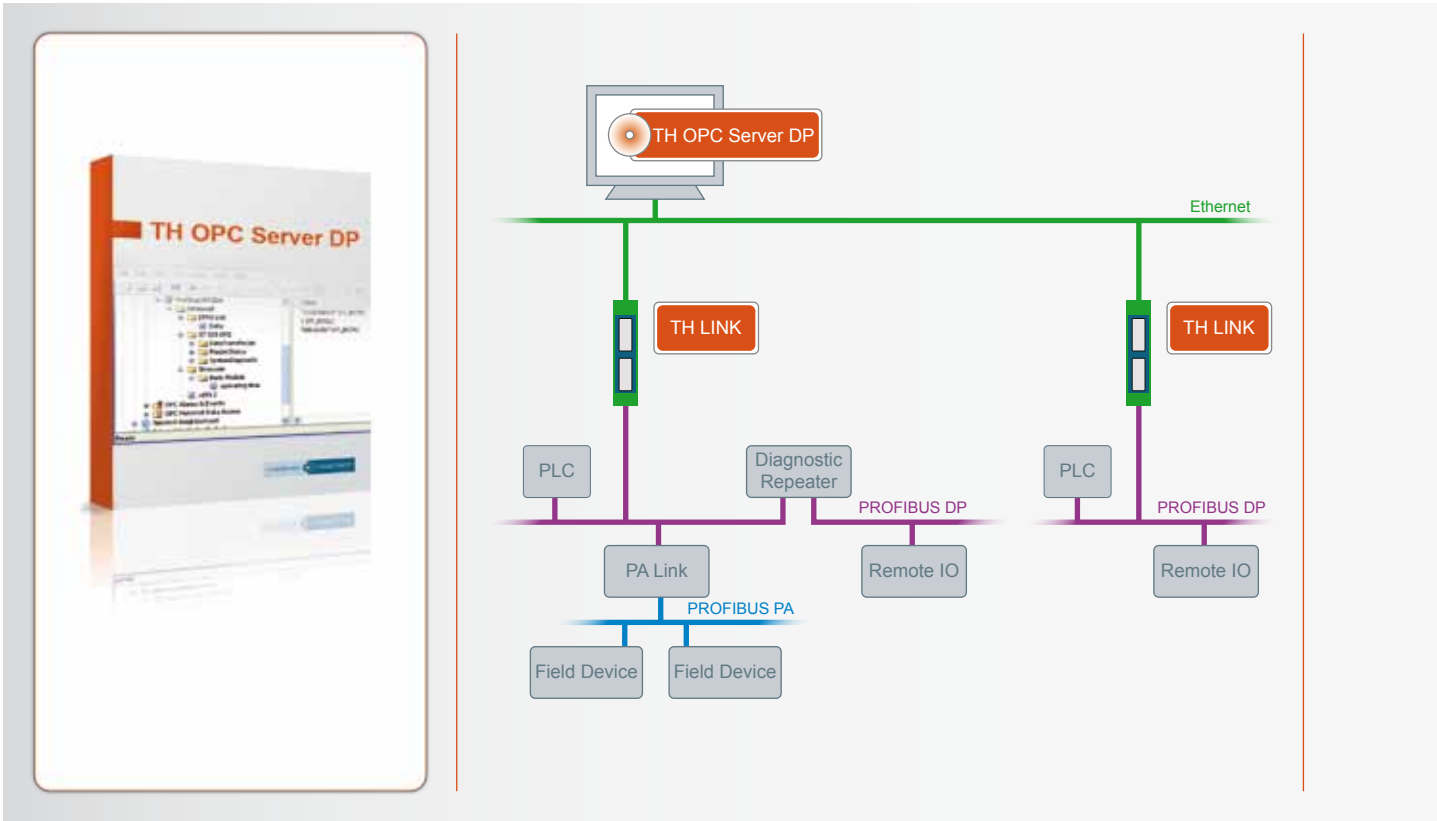 TH OPC Server DP
TH OPC Server DP
Ethernet
TH LINK
TH LINK
PLC
Diagnostic
Repeater
PLC
PROFIBUS DP
PROFIBUS DP
PA Link
Remote IO
Remote IO
PROFIBUS PA
Field Device
Field Device